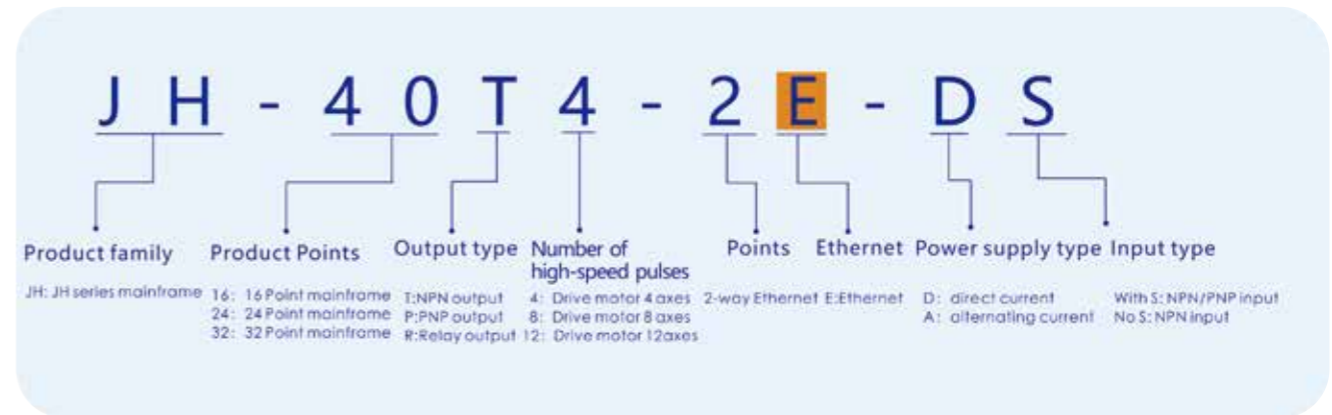 JH-40T4-2E-DS
Product family
JH: JH series mainframe
Product Points
16: 16 Point mainframe
24: 24 Point mainframe
32: 32 Point mainframe
Output type
T:NPN output
P:PNP output
R:Relay output
Number of
high-speed pulses
4: Drive motor 4 axes
8: Drive motor 8 axes
12: Drive motor 12axes
Points
2-way Ethernet
Ethernet
E:Ethernet
Power supply type
D: direct current
A: alternating current
Input type
With S: NPN/PNP input
No S: NPN input